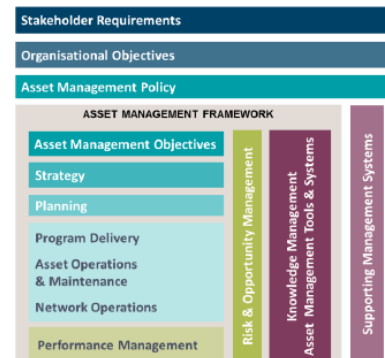 Stakeholder Requirements
Organisational Objectives
Asset Management Policy
ASSET MANAGEMENT FRAMEWORK
Asset Management Objectives
Strategy
Planning
Program Delivery
Asset Operations
& Maintenance
Network Operations
Performance Management
Risk & Opportunity Management
Knowledge Management
Asset Management Tools & Systems
Supporting Management Systems